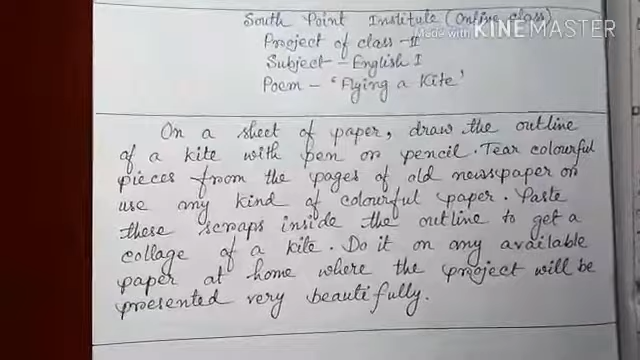 South Point Institute (Online class)
Made with KINEMASTER
Project of class-II
Subject - English I
Poem - 'Flying a Kite'
On a sheet of paper, draw the outline
of a kite with pen or pencil. Tear colourful
pieces from the pages of old newspaper or
use any kind of colourful paper. Paste
these scraps inside the outline to get a
collage of a kite. Do it on any available
paper at home where the project will be
presented very beautifully.